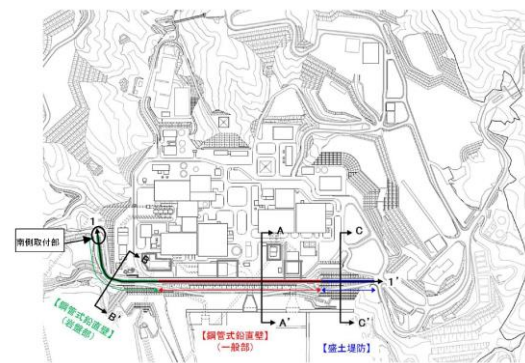 A
C
1
南側取付部
B
1'
【鋼管式鉛直壁】
(岩盤部)
B'
A'
C'
【鋼管式鉛直壁】
(一般部)
【盛土堤防】